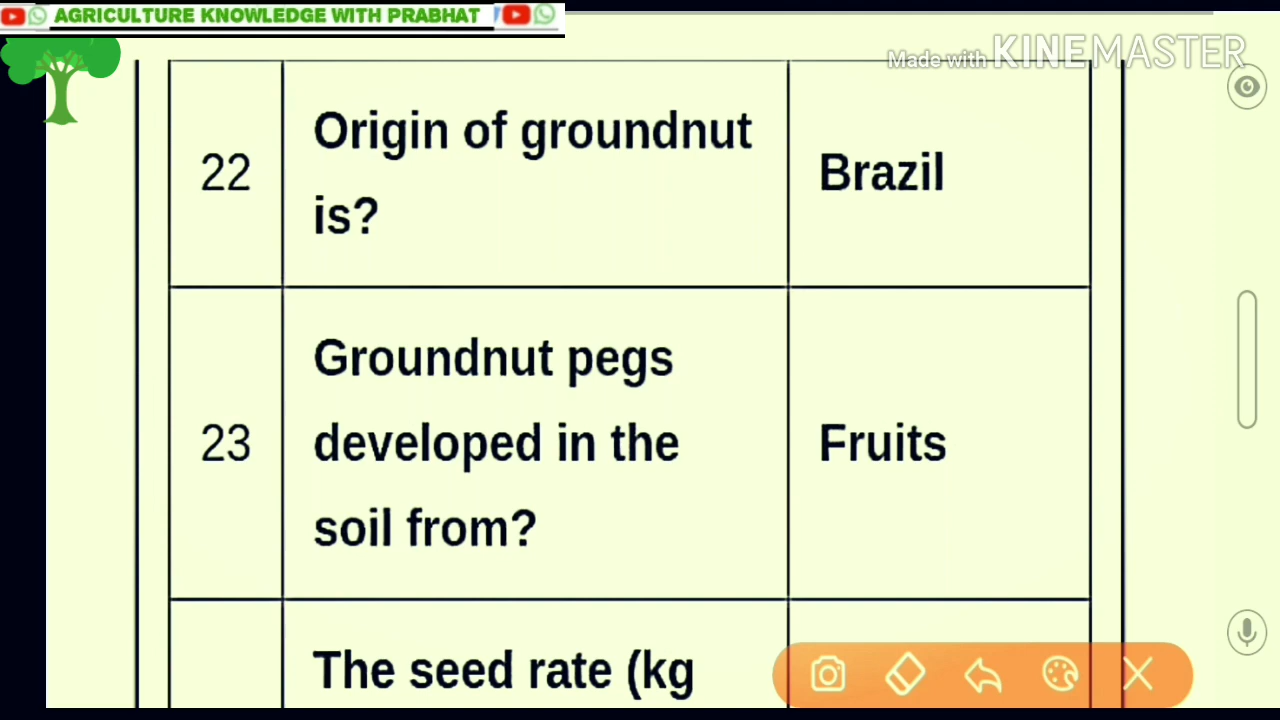 AGRICULTURE KNOWLEDGE WITH PRABHAT
Made with KINEMASTER
22
Origin of groundnut
is?
Brazil
23
Groundnut pegs
developed in the
soil from?
Fruits
The seed rate (kg